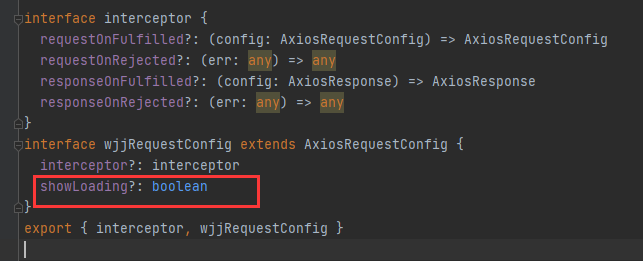 interface interceptor {
  requestOnFulfilled?: (config: AxiosRequestConfig) => AxiosRequestConfig
  requestOnRejected?: (err: any) => any
  responseOnFulfilled?: (config: AxiosResponse) => AxiosResponse
  responseOnRejected?: (err: any) => any
}
interface wjjRequestConfig extends AxiosRequestConfig {
  interceptor?: interceptor
  showLoading?: boolean
}
export { interceptor, wjjRequestConfig }